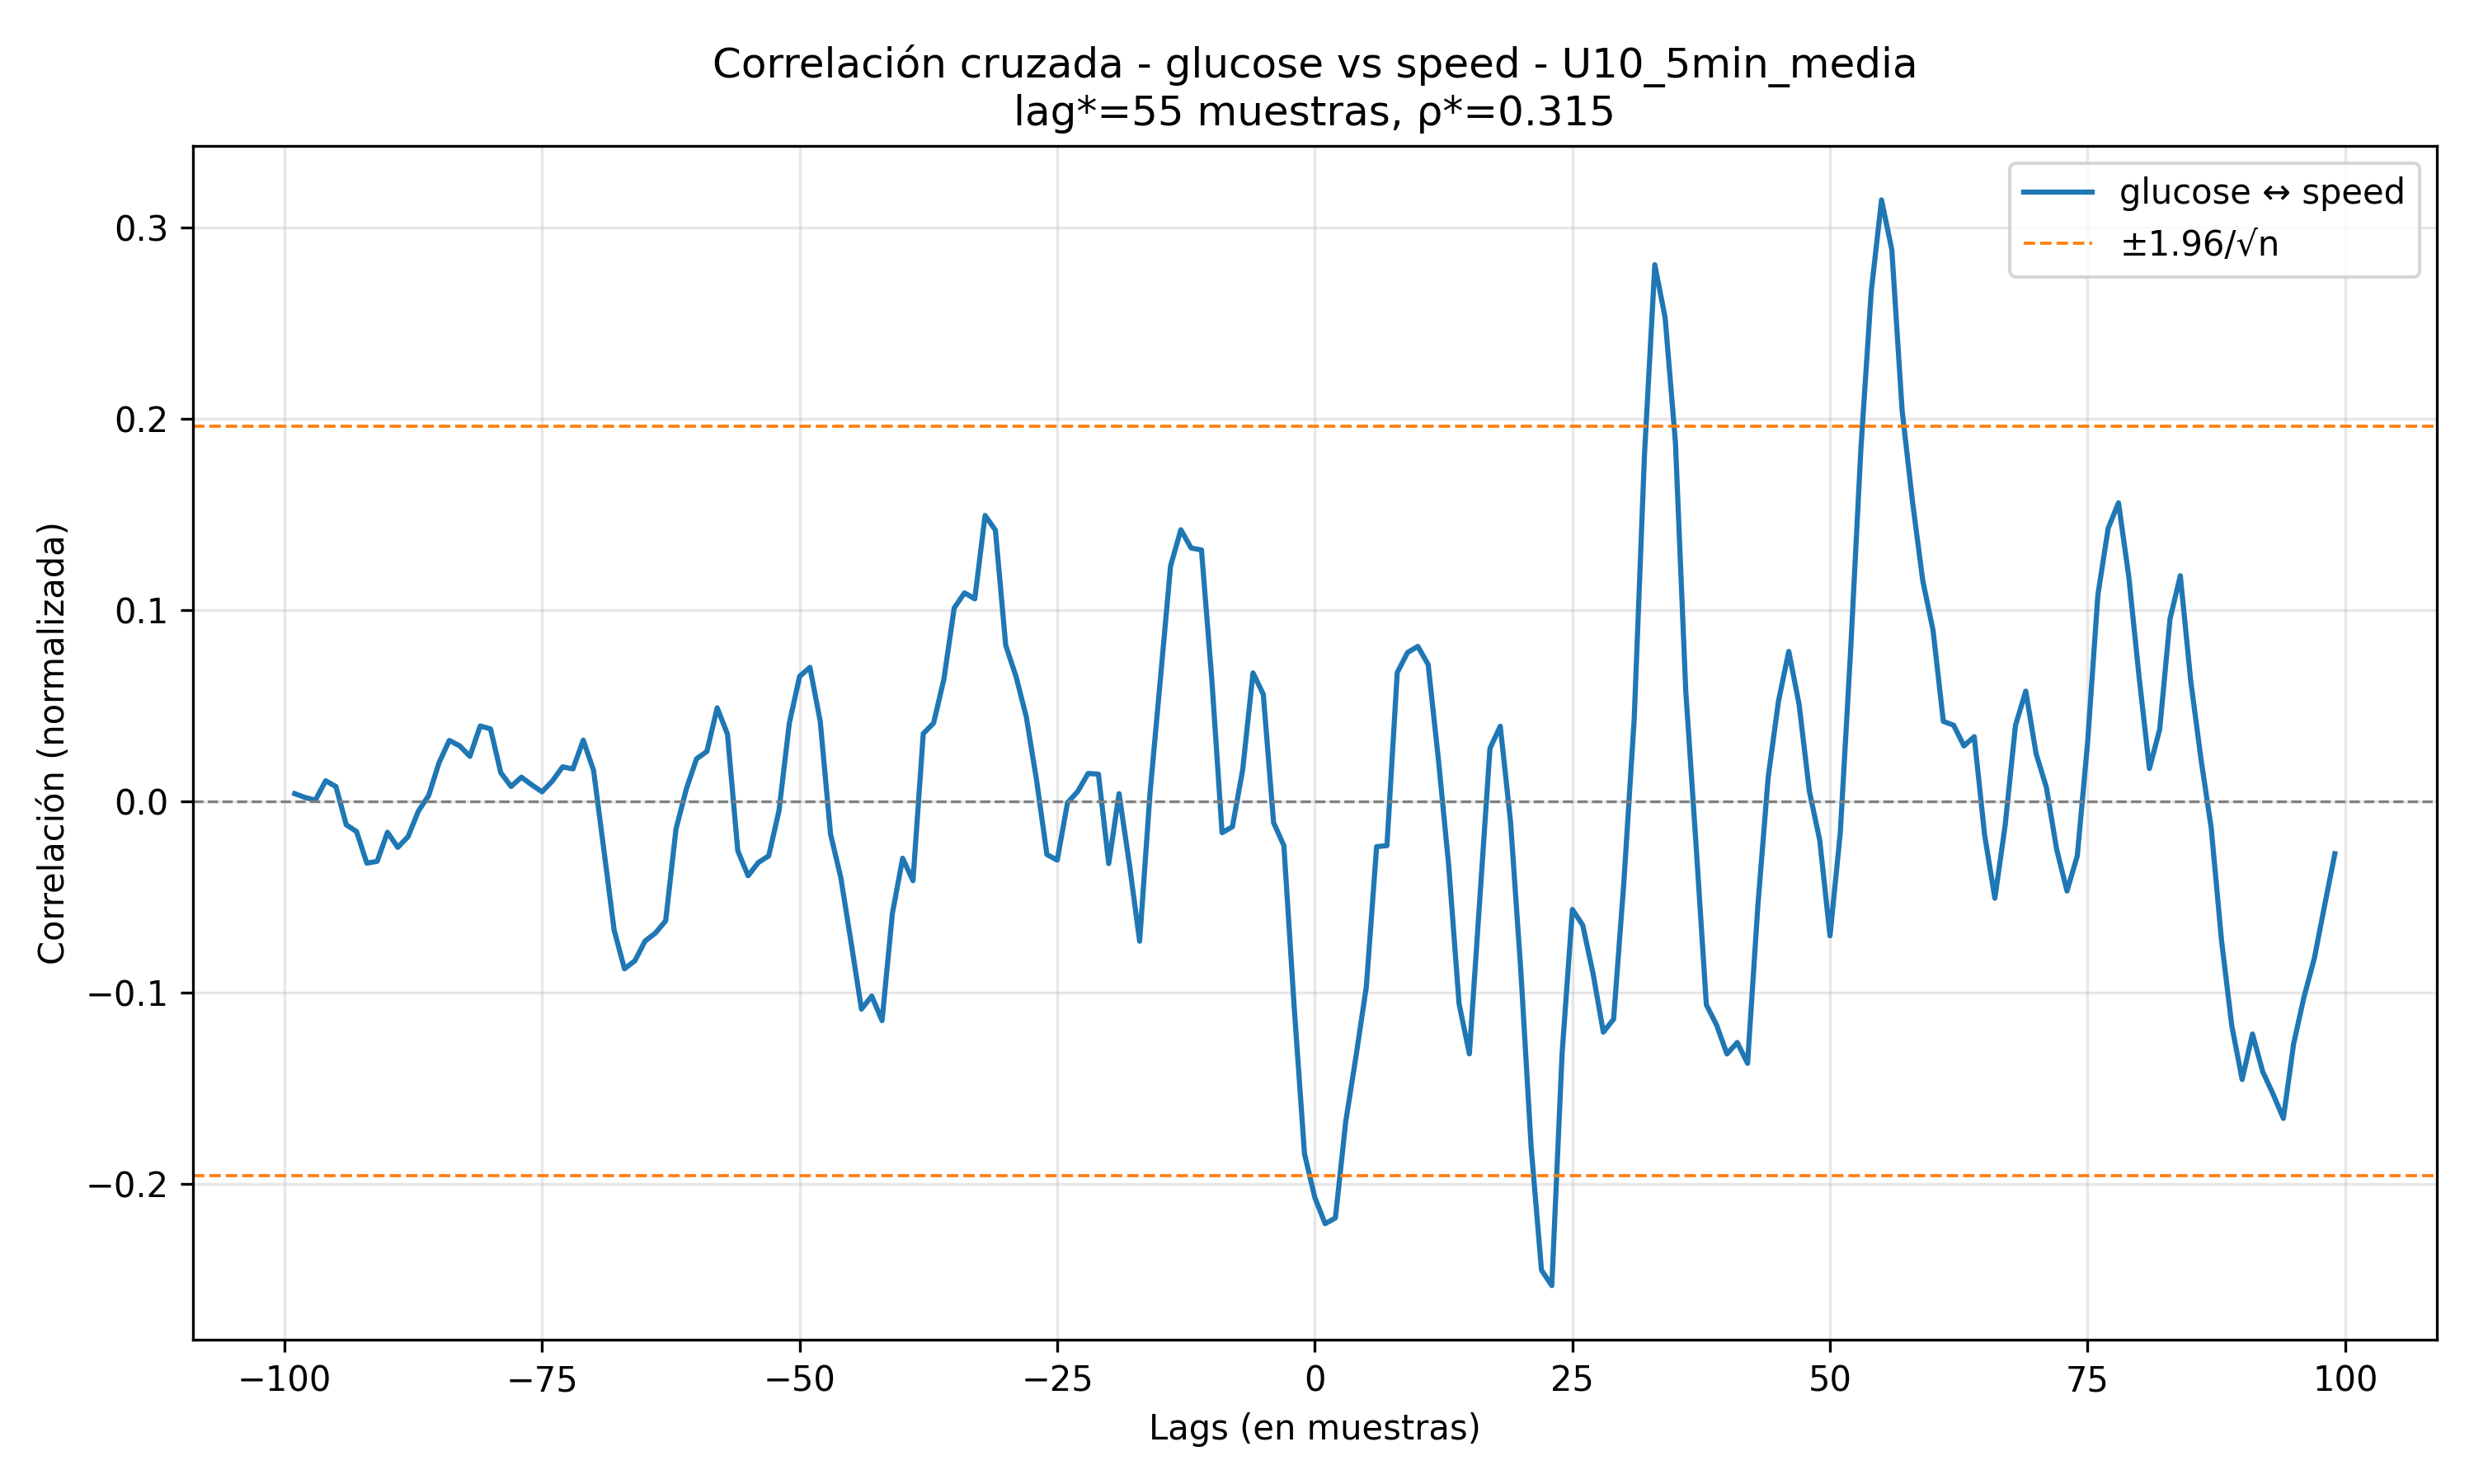 Correlación cruzada - glucose vs speed - U10_5min_media
lag*=55 muestras, ρ*=0.315
glucose ↔ speed
±1.96/√n
Correlación (normalizada)
0.3
0.2
0.1
0.0
−0.1
−0.2
−100 −75 −50 −25 0 25 50 75 100
Lags (en muestras)